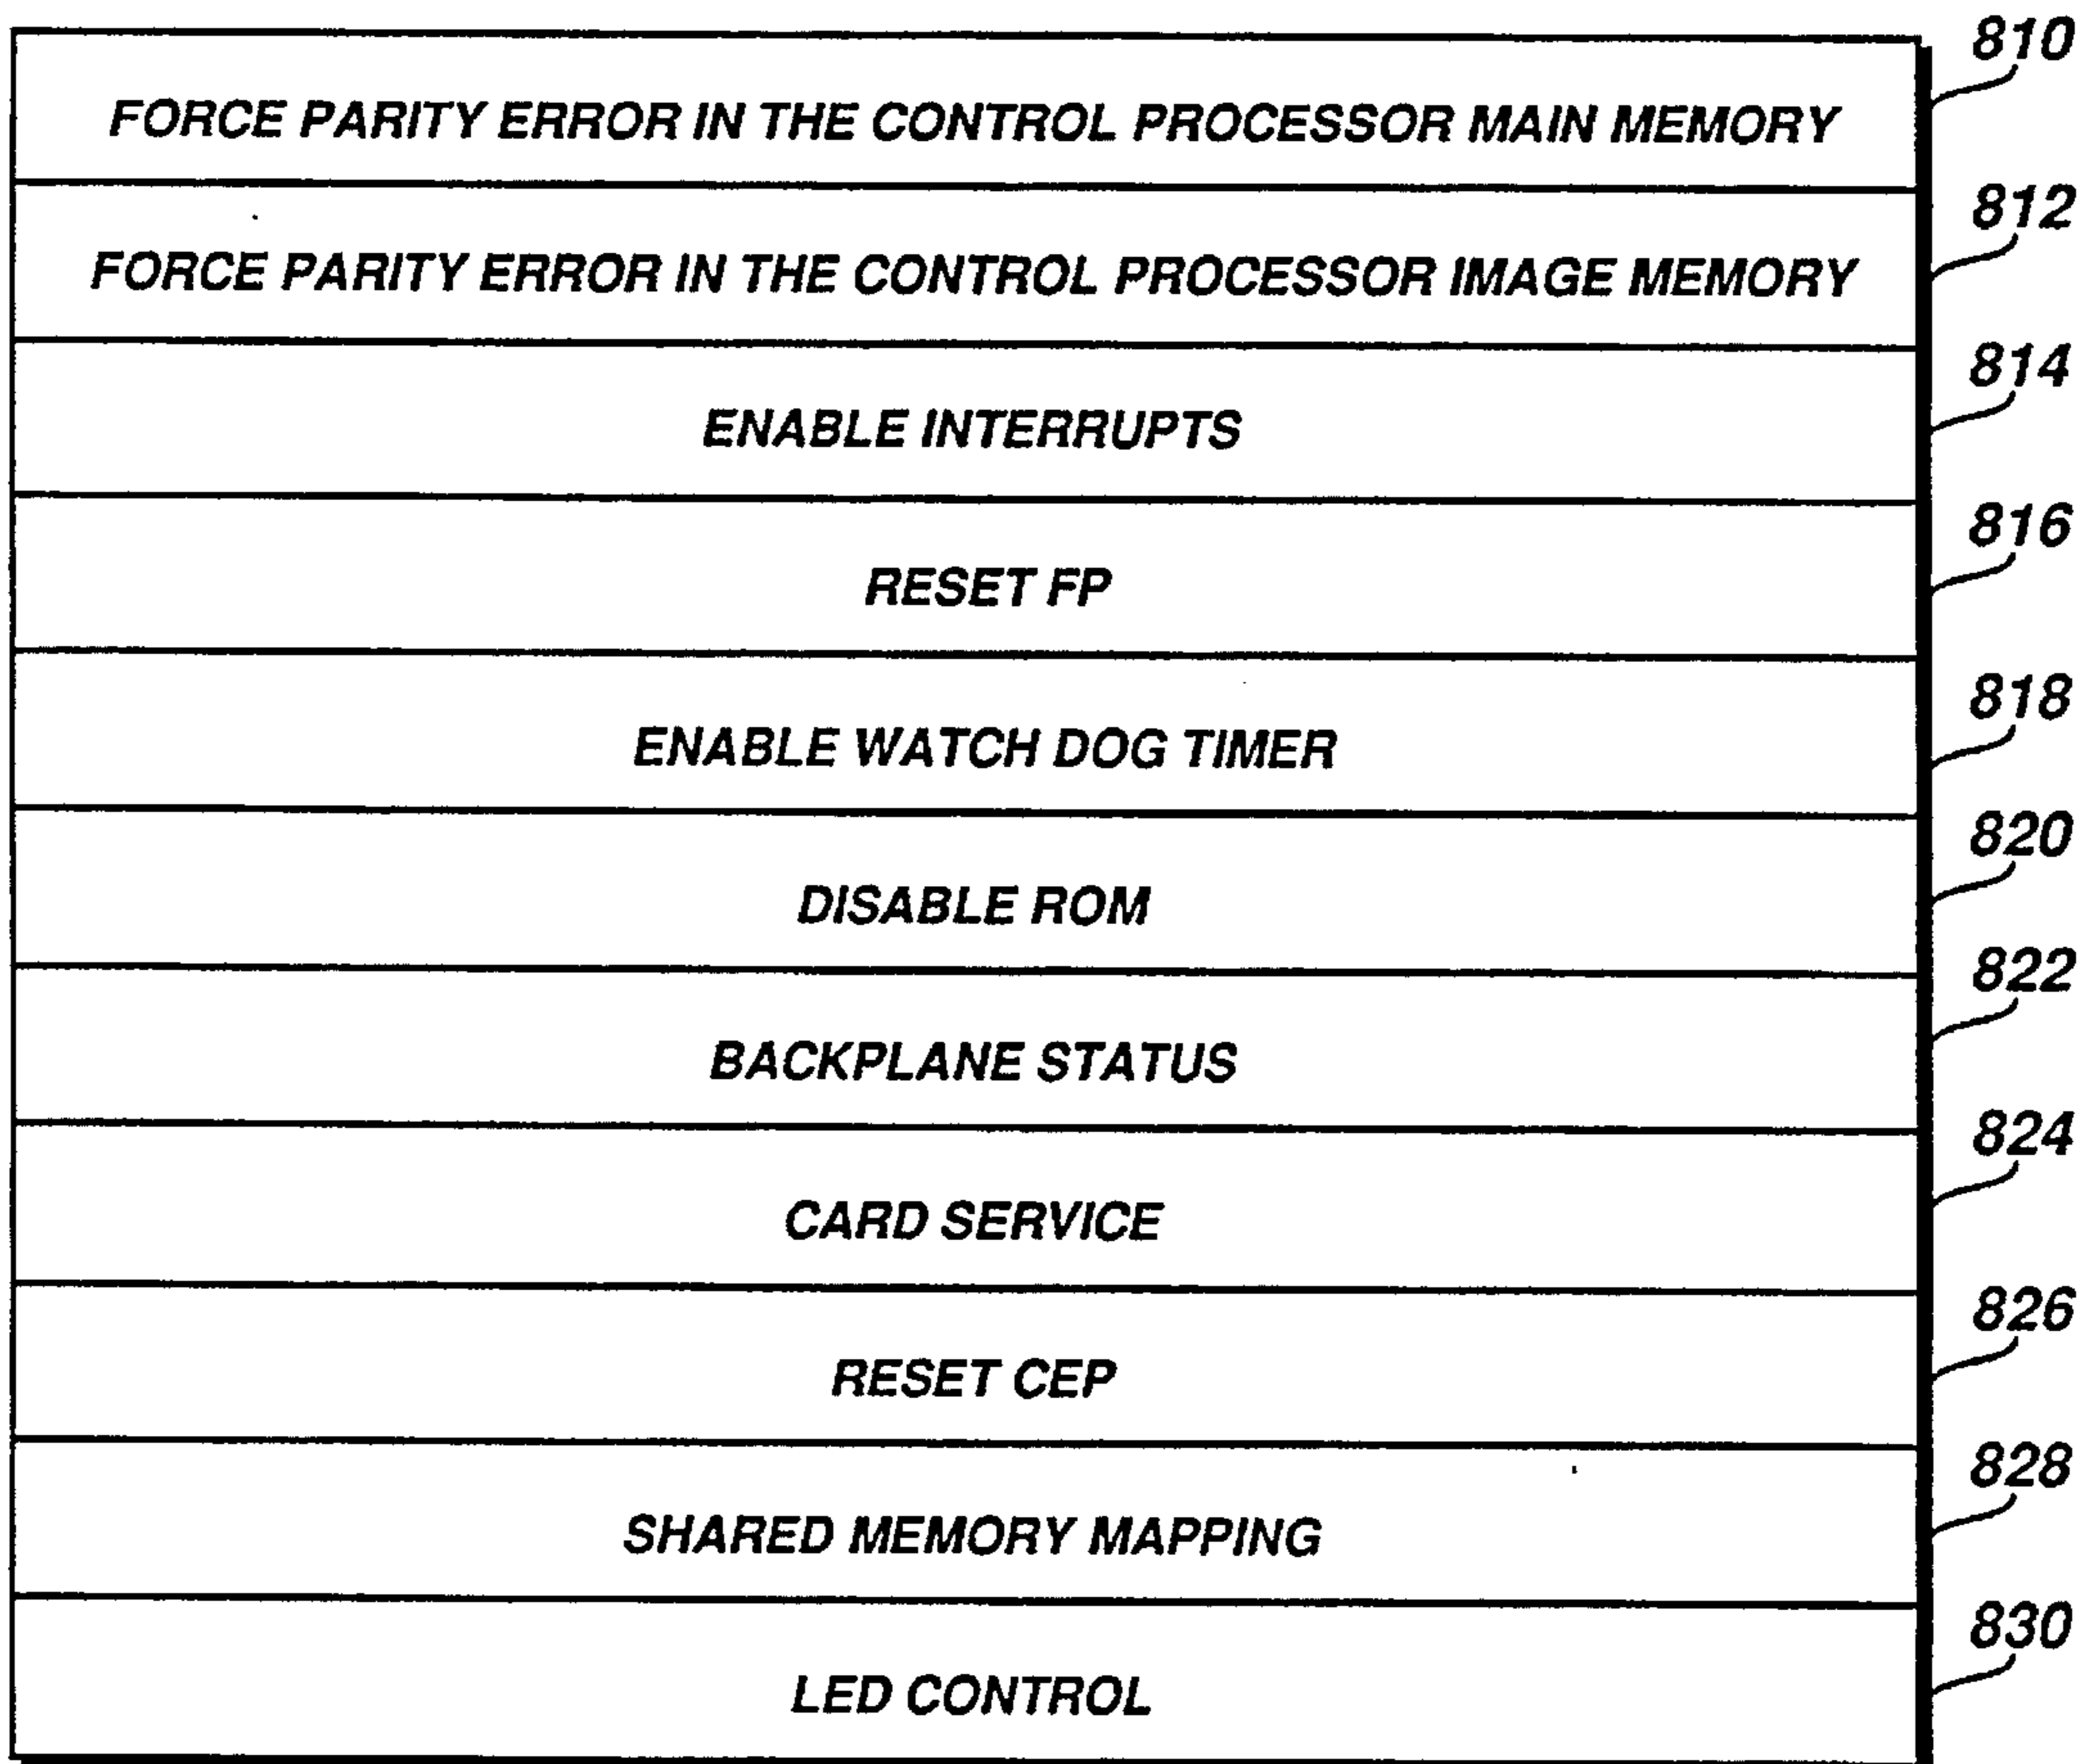 810
FORCE PARITY ERROR IN THE CONTROL PROCESSOR MAIN MEMORY
812
FORCE PARITY ERROR IN THE CONTROL PROCESSOR IMAGE MEMORY
814
ENABLE INTERRUPTS
816
RESET FP
818
ENABLE WATCH DOG TIMER
820
DISABLE ROM
822
BACKPLANE STATUS
824
CARD SERVICE
826
RESET CEP
828
SHARED MEMORY MAPPING
830
LED CONTROL